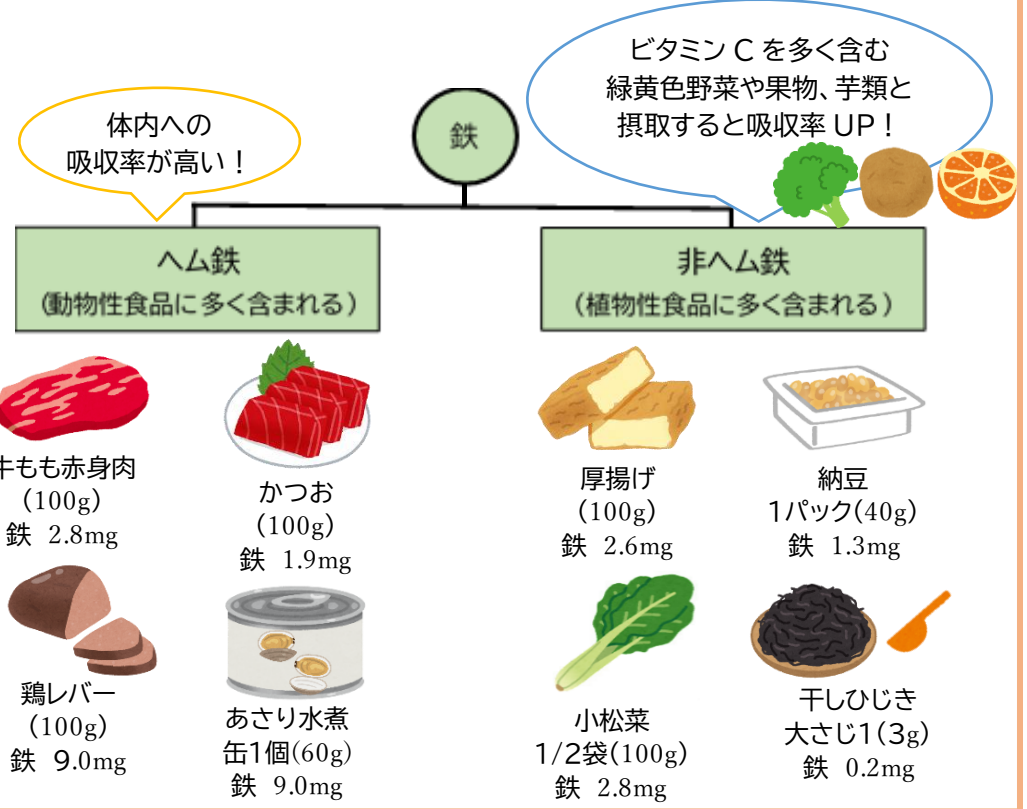 ビタミン C を多く含む
緑黄色野菜や果物、芋類と
摂取すると吸収率 UP！
体内への
吸収率が高い！
鉄
ヘム鉄
（動物性食品に多く含まれる）
非ヘム鉄
（植物性食品に多く含まれる）
牛もも赤身肉
(100g)
鉄 2.8mg
かつお
(100g)
鉄 1.9mg
厚揚げ
(100g)
鉄 2.6mg
納豆
1パック(40g)
鉄 1.3mg
鶏レバー
(100g)
鉄 9.0mg
あさり水煮
缶1個(60g)
鉄 9.0mg
小松菜
1/2袋(100g)
鉄 2.8mg
干しひじき
大さじ1(3g)
鉄 0.2mg